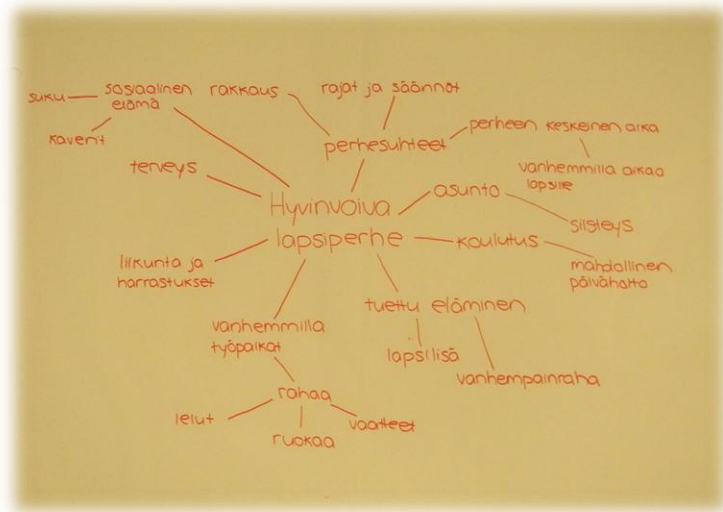 suku
sosiaalinen
elämä
kaverit
rakkaus
rajat ja säännöt
perhesuhteet
perheen keskeinen aika
vanhemmilla aikaa
lapsille
terveys
Hyvinvoiva
lapsiperhe
asunto
siisteys
koulutus
mahdollinen
päivähoito
liikunta ja
harrastukset
tuettu eläminen
lapsilisä
vanhempainraha
vanhemmilla
työpaikat
rahaa
lelut
ruokaa
vaatteet